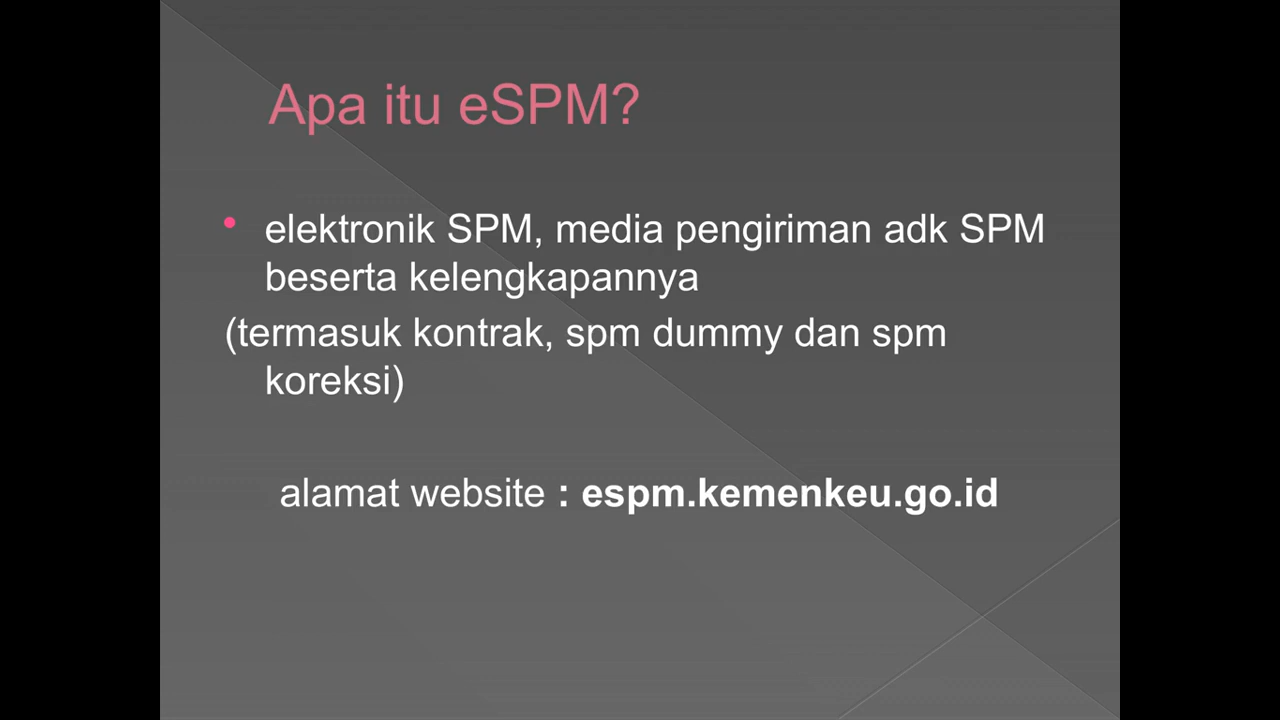 Apa itu eSPM?
• elektronik SPM, media pengiriman adk SPM
beserta kelengkapannya
(termasuk kontrak, spm dummy dan spm
koreksi)
alamat website : espm.kemenkeu.go.id